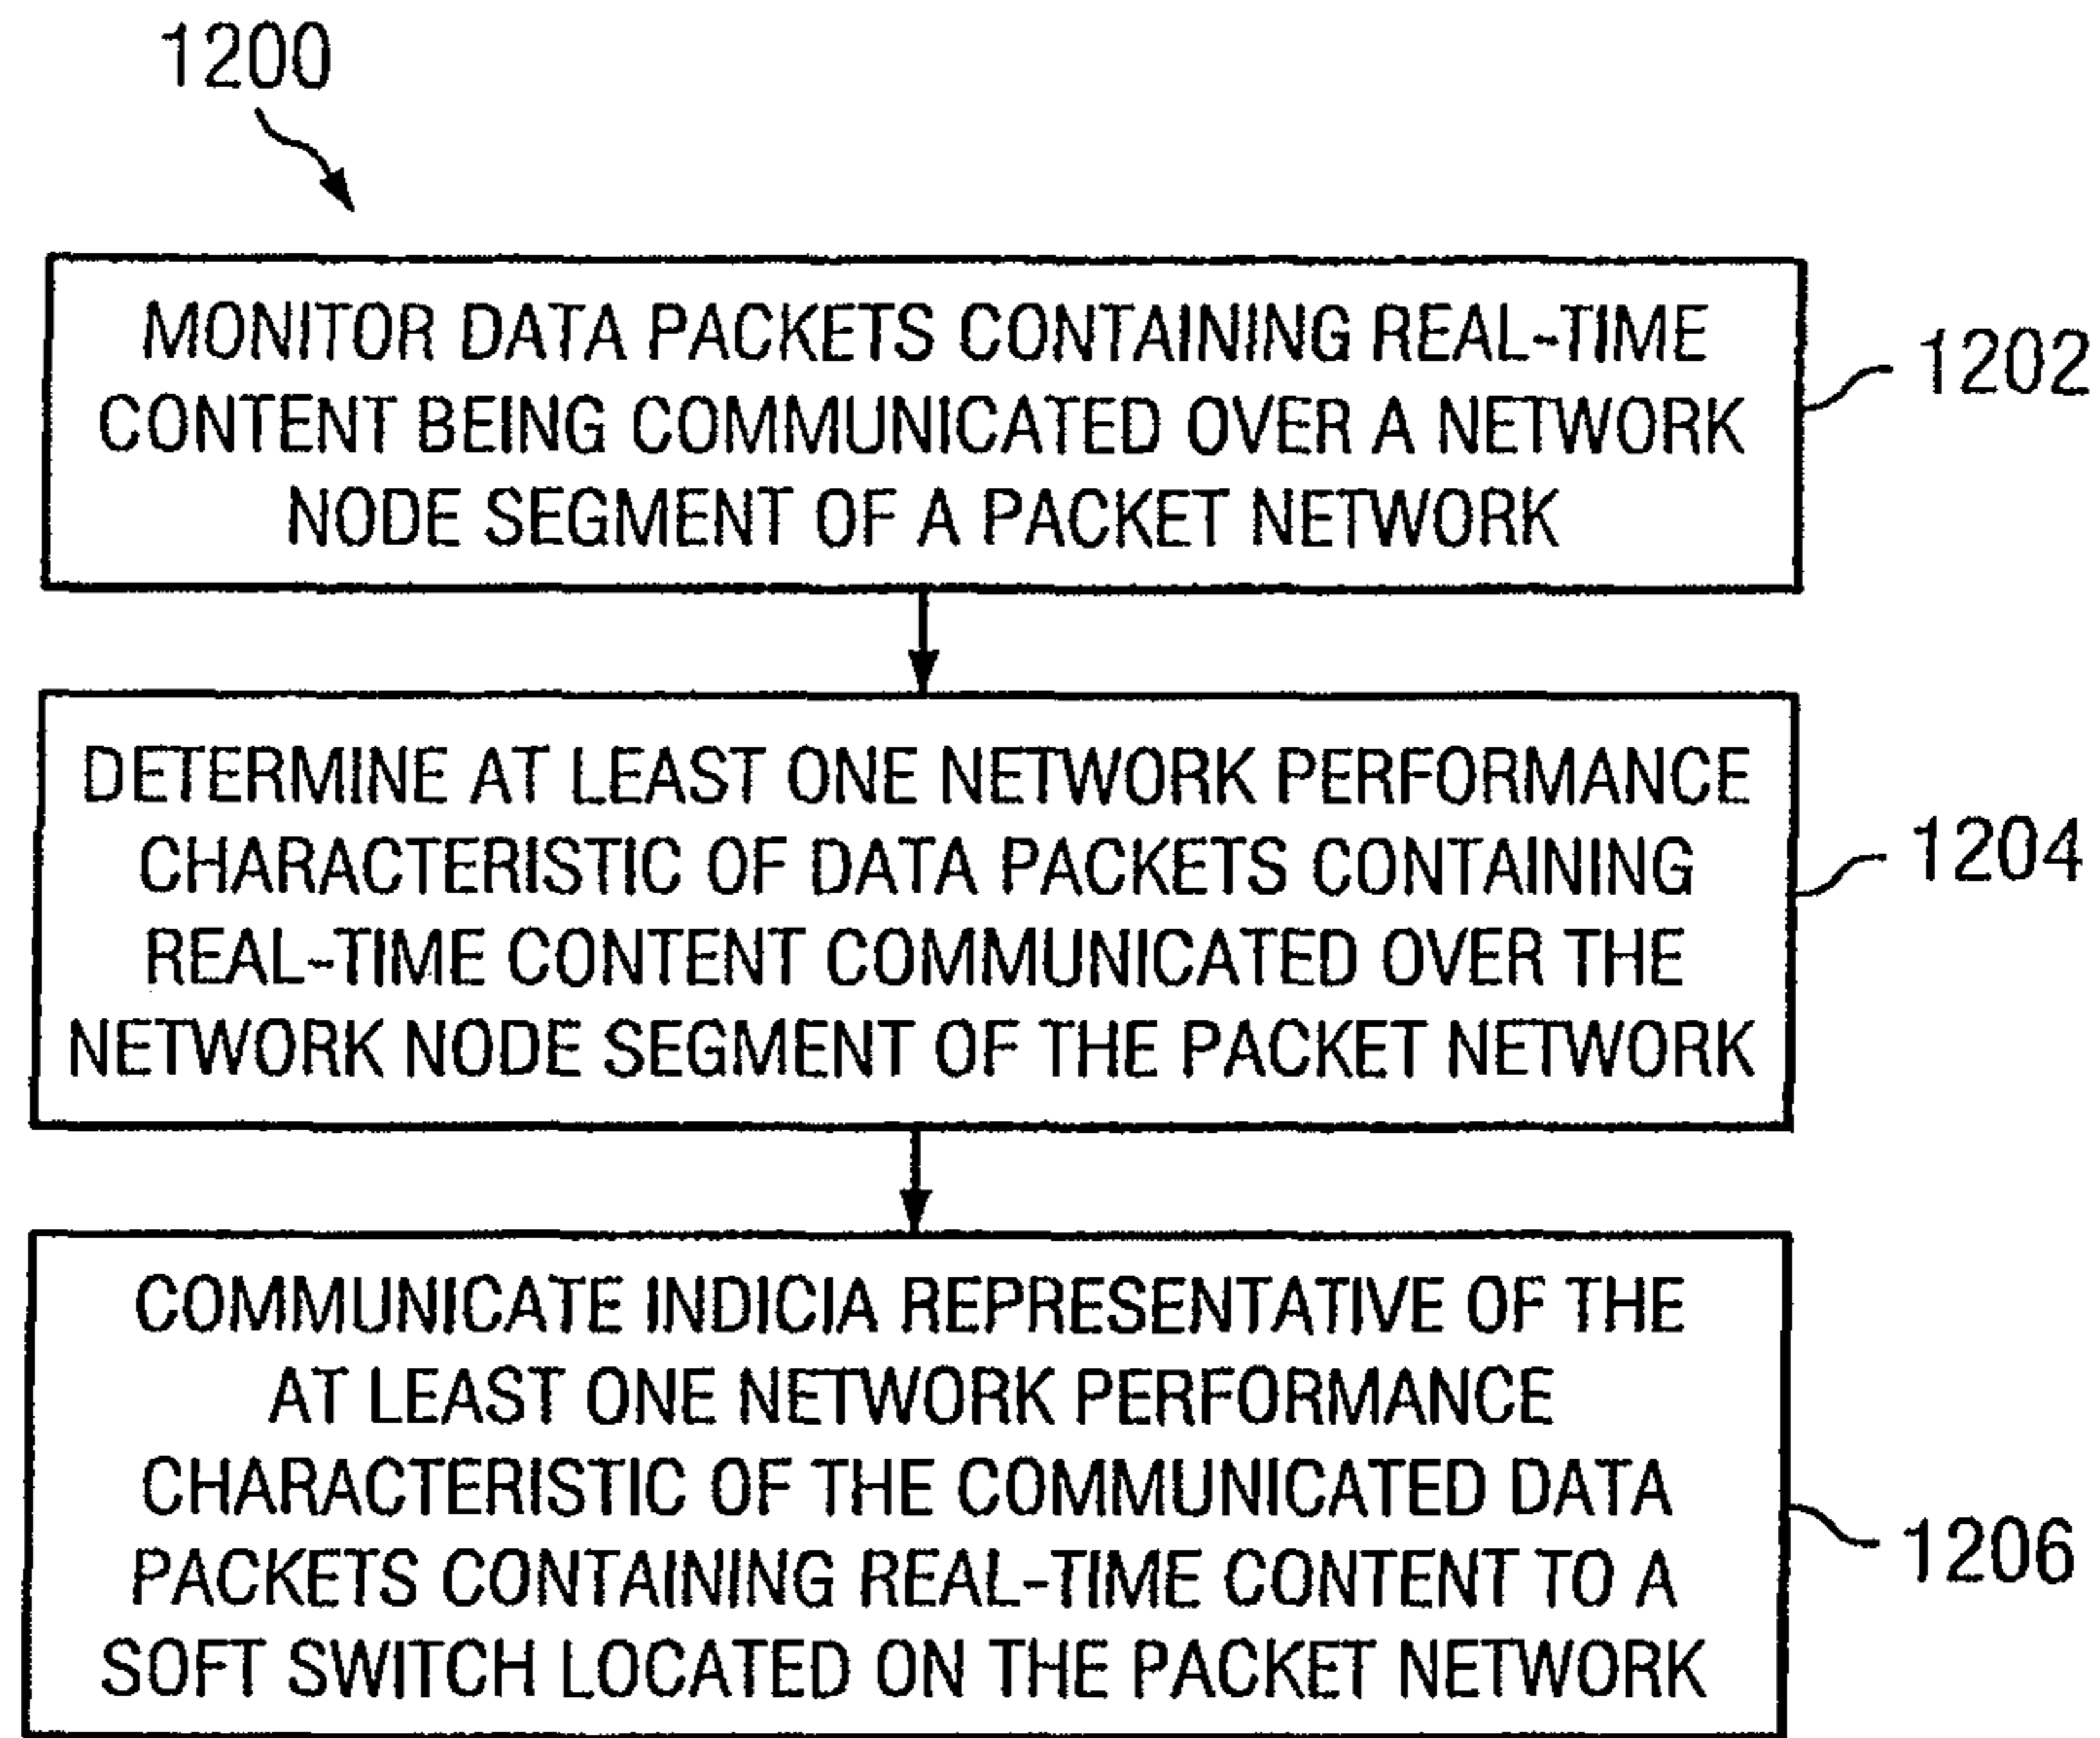 1200
MONITOR DATA PACKETS CONTAINING REAL-TIME
CONTENT BEING COMMUNICATED OVER A NETWORK
NODE SEGMENT OF A PACKET NETWORK
1202
DETERMINE AT LEAST ONE NETWORK PERFORMANCE
CHARACTERISTIC OF DATA PACKETS CONTAINING
REAL-TIME CONTENT COMMUNICATED OVER THE
NETWORK NODE SEGMENT OF THE PACKET NETWORK
1204
COMMUNICATE INDICIA REPRESENTATIVE OF THE
AT LEAST ONE NETWORK PERFORMANCE
CHARACTERISTIC OF THE COMMUNICATED DATA
PACKETS CONTAINING REAL-TIME CONTENT TO A
SOFT SWITCH LOCATED ON THE PACKET NETWORK
1206